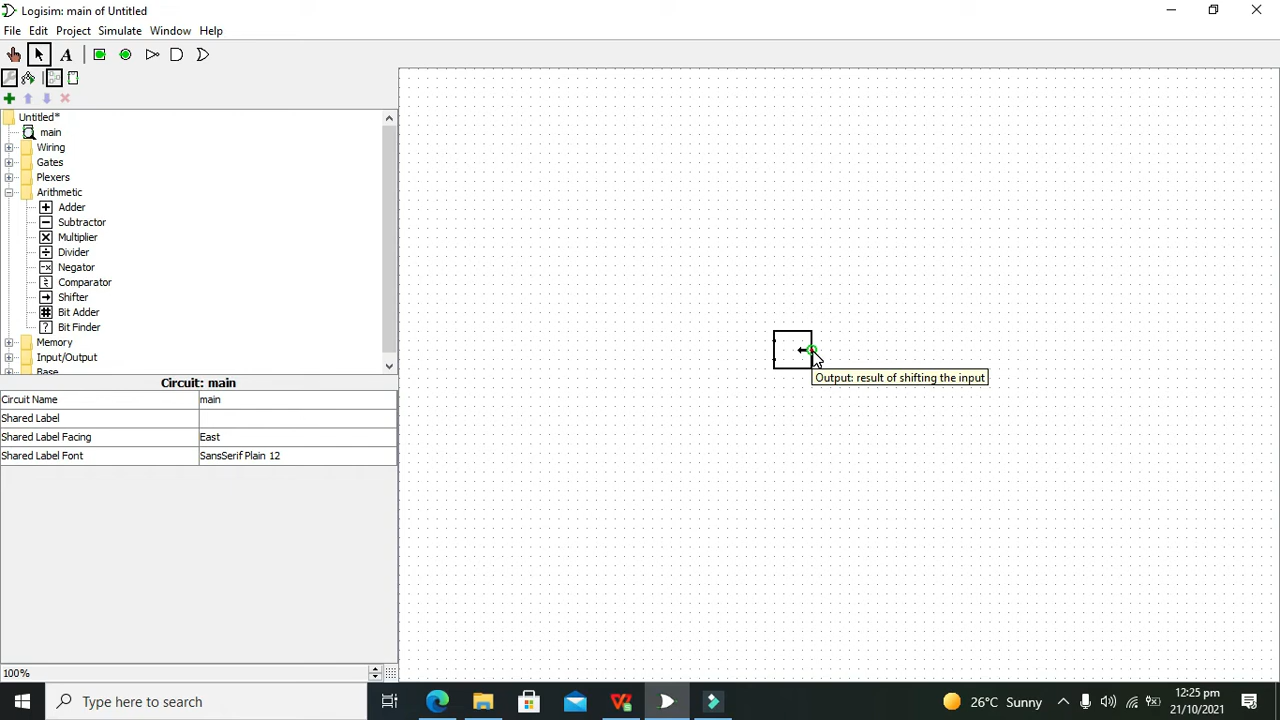 Logisim: main of Untitled
File Edit Project Simulate Window Help
A
Untitled*
main
Wiring
Gates
Plexers
Arithmetic
Adder
Subtractor
Multiplier
Divider
Negator
Comparator
Shifter
Bit Adder
Bit Finder
Memory
Input/Output
Base
Circuit: main
Circuit Name main
Shared Label
Shared Label Facing East
Shared Label Font SansSerif Plain 12
100%
Output: result of shifting the input
Type here to search
26°C Sunny
12:25 pm
21/10/2021